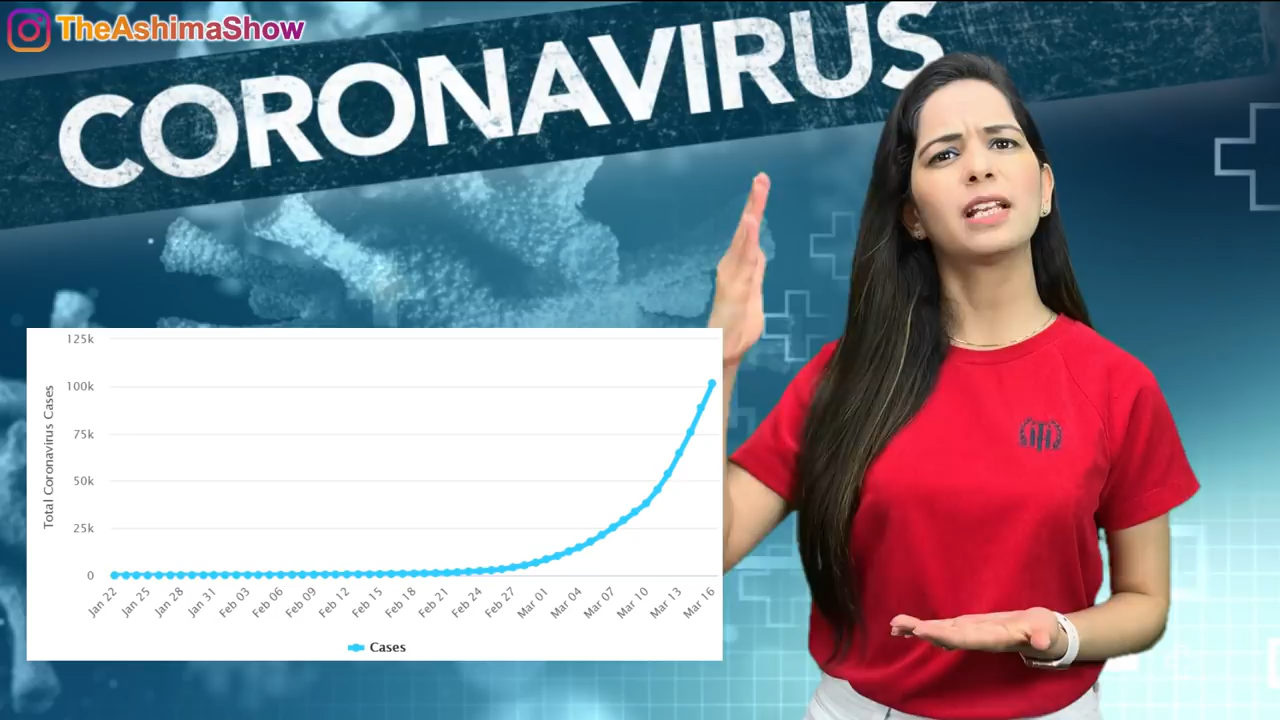 TheAshimaShow
CORONAVIRUS
125k
100k
75k
50k
25k
0
Total Coronavirus Cases
Jan 22
Jan 25
Jan 28
Jan 31
Feb 03
Feb 06
Feb 09
Feb 12
Feb 15
Feb 18
Feb 21
Feb 24
Feb 27
Mar 01
Mar 04
Mar 07
Mar 10
Mar 13
Mar 16
Cases